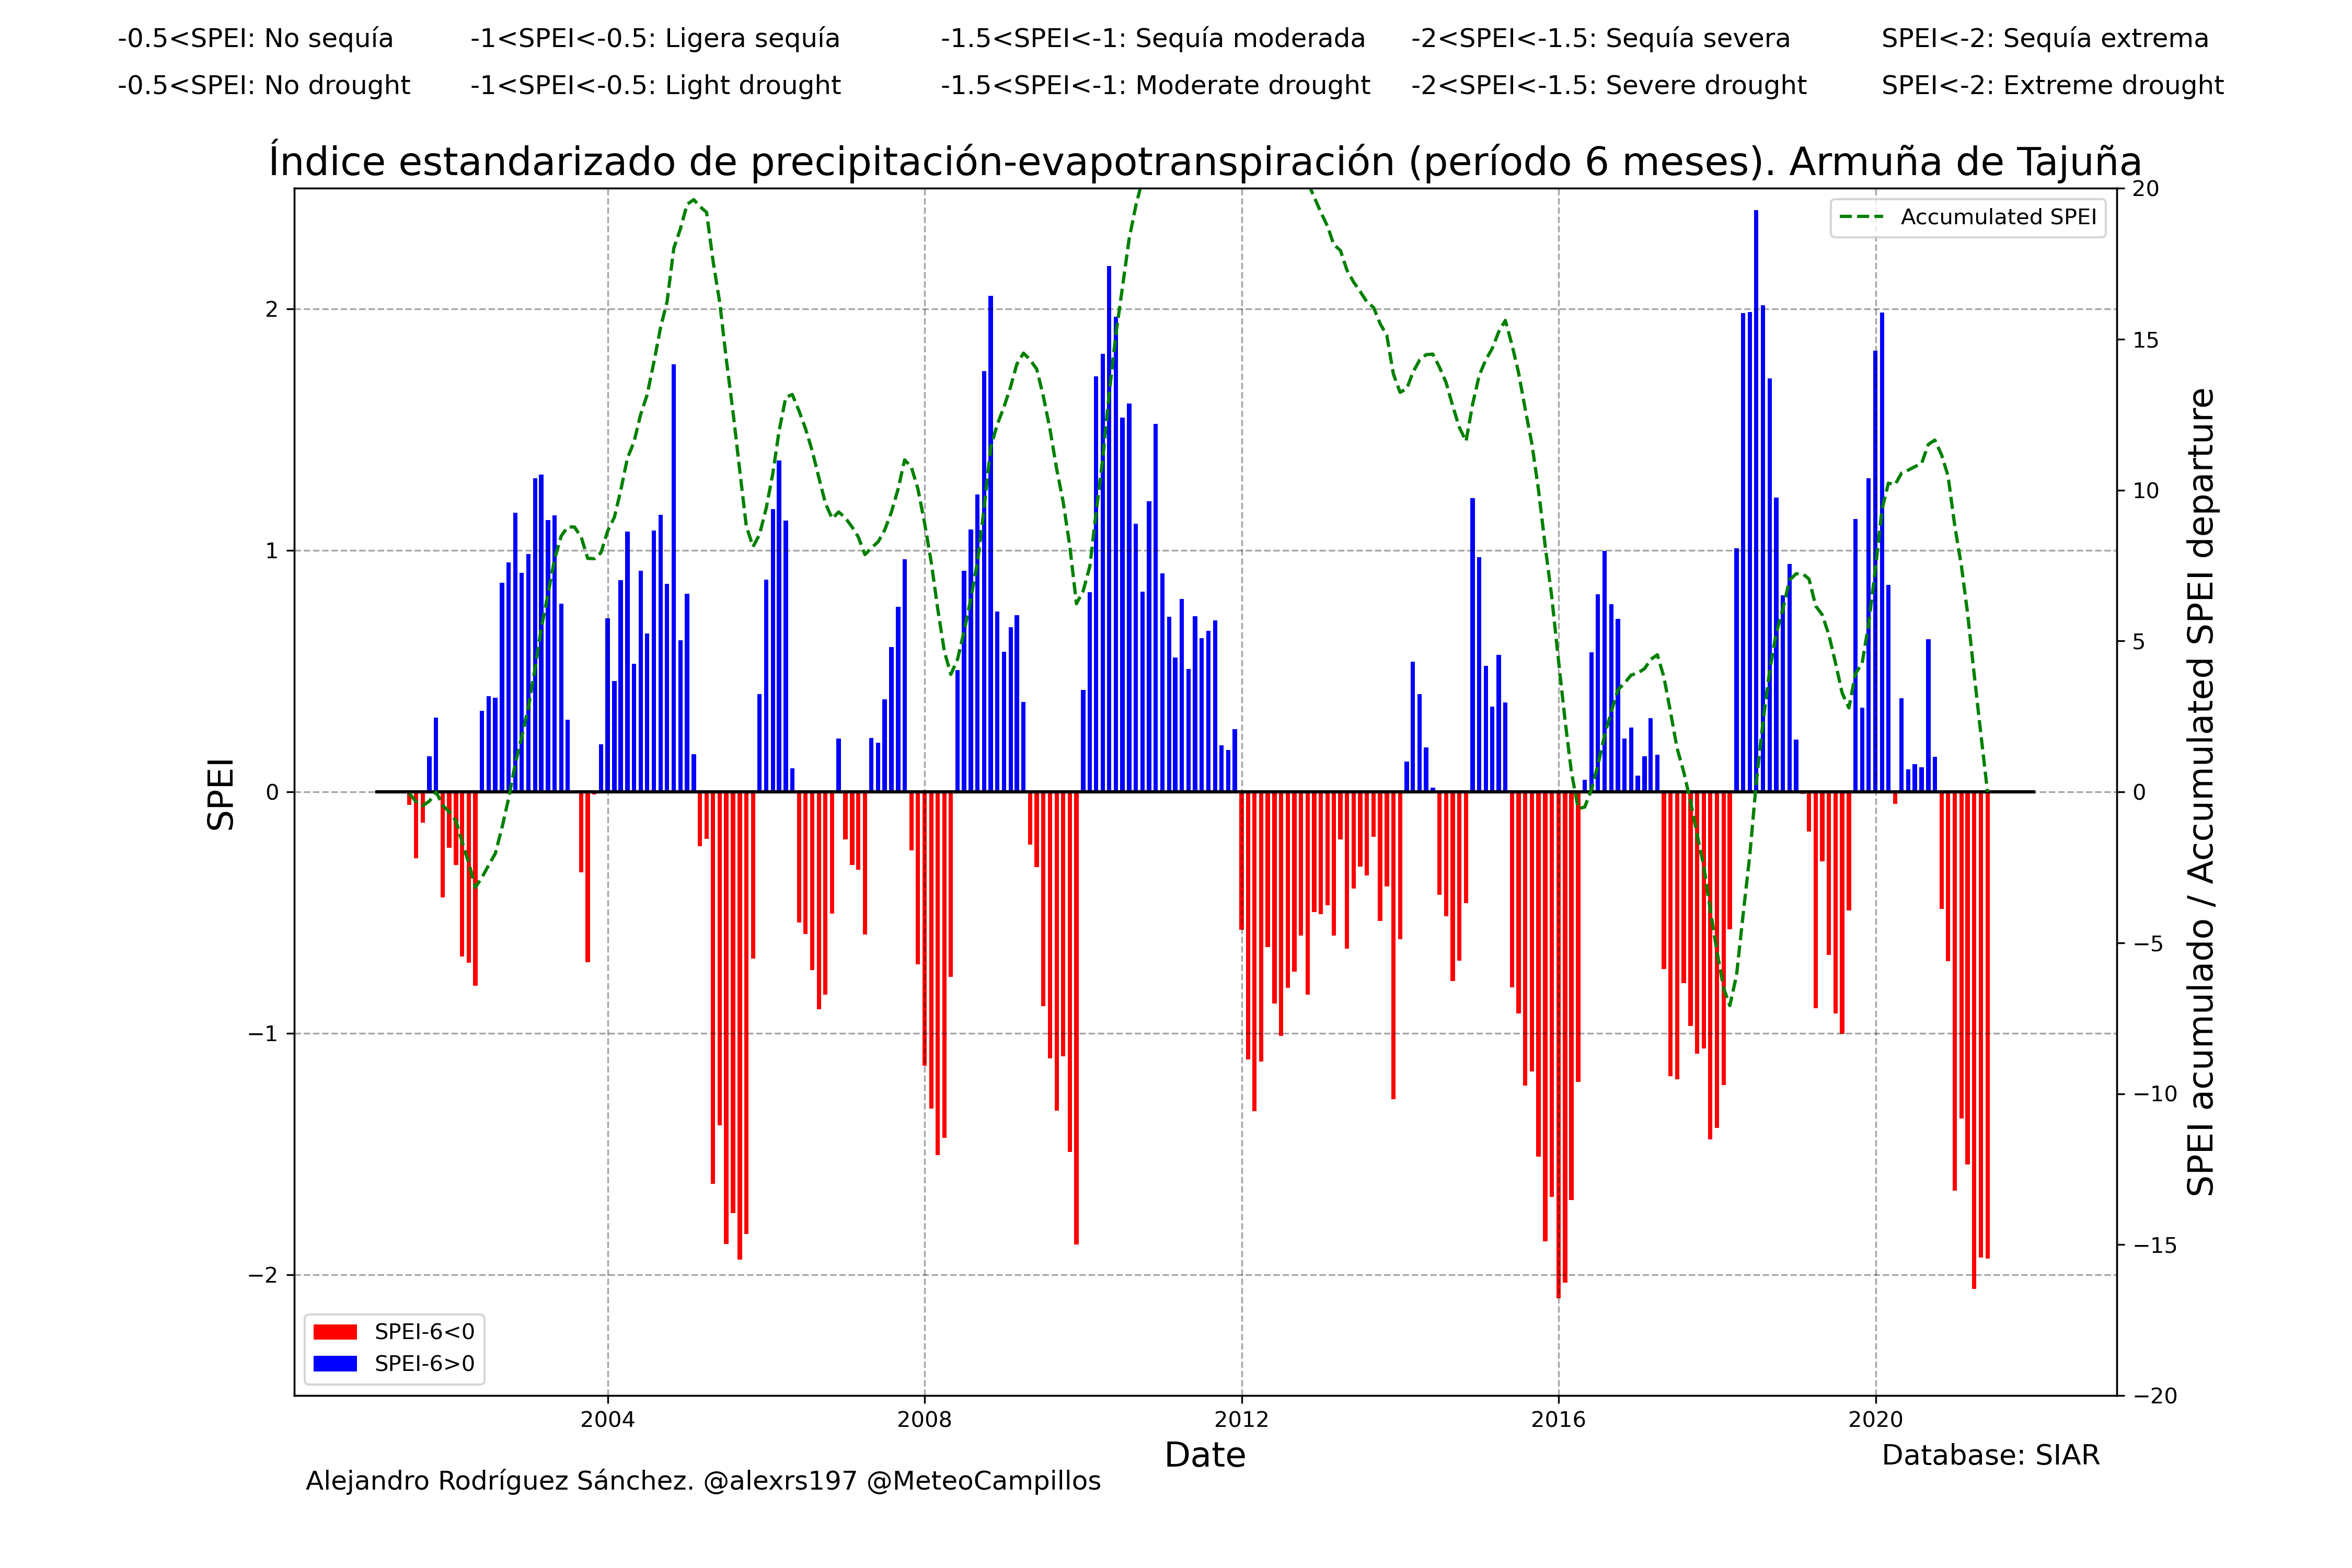 -0.5<SPEI: No sequía -1<SPEI<-0.5: Ligera sequía -1.5<SPEI<-1: Sequía moderada -2<SPEI<-1.5: Sequía severa SPEI<-2: Sequía extrema
-0.5<SPEI: No drought -1<SPEI<-0.5: Light drought -1.5<SPEI<-1: Moderate drought -2<SPEI<-1.5: Severe drought SPEI<-2: Extreme drought
Índice estandarizado de precipitación-evapotranspiración (período 6 meses). Armuña de Tajuña
Accumulated SPEI
SPEI
2
1
0
−1
−2
20
15
10
5
0
−5
−10
−15
−20
SPEI acumulado / Accumulated SPEI departure
SPEI-6<0
SPEI-6>0
2004 2008 2012 2016 2020
Date
Database: SIAR
Alejandro Rodríguez Sánchez. @alexrs197 @MeteoCampillos